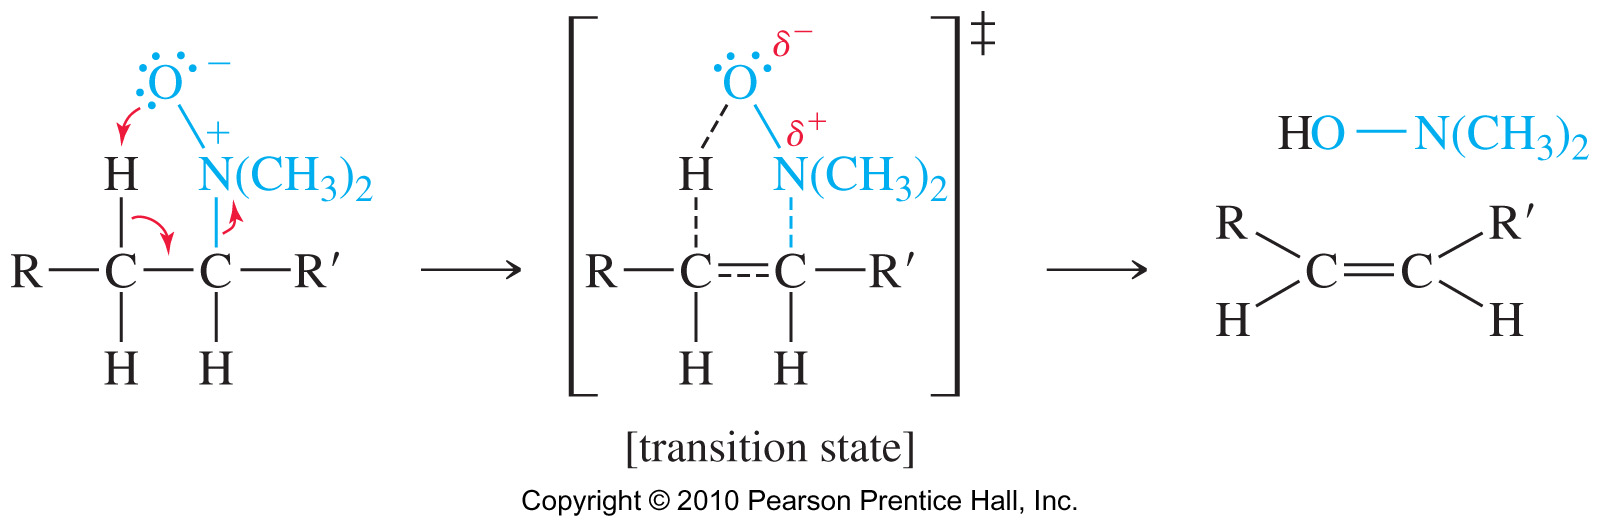 O − δ− ‡
+ δ+ HO—N(CH3)2
H N(CH3)2 H N(CH3)2
R R′
R—C—C—R′ R—C═C—R′ C═C
H H
H H H H
[transition state]
Copyright © 2010 Pearson Prentice Hall, Inc.